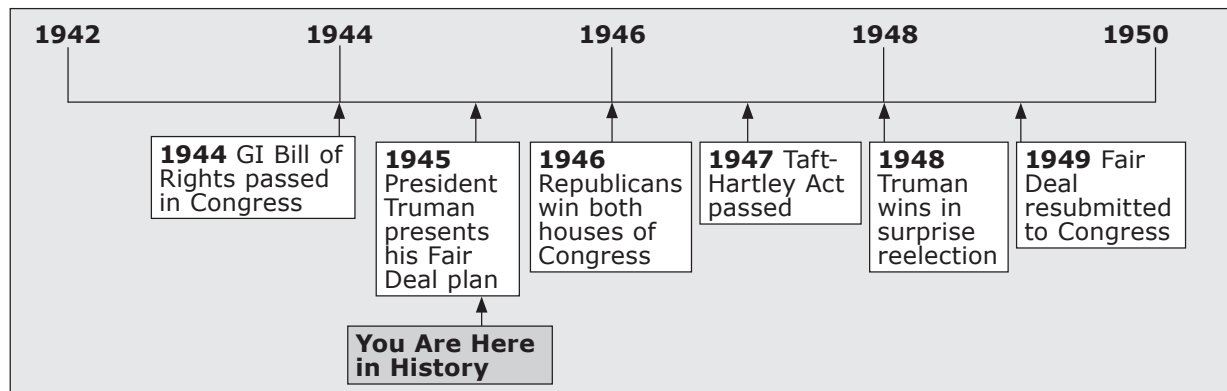 1942
1944
1946
1948
1950
1944 GI Bill of
Rights passed
in Congress
1945
President
Truman
presents
his Fair
Deal plan
1946
Republicans
win both
houses of
Congress
1947 Taft-
Hartley Act
passed
1948
Truman
wins in
surprise
reelection
1949 Fair
Deal
resubmitted
to Congress
You Are Here
in History